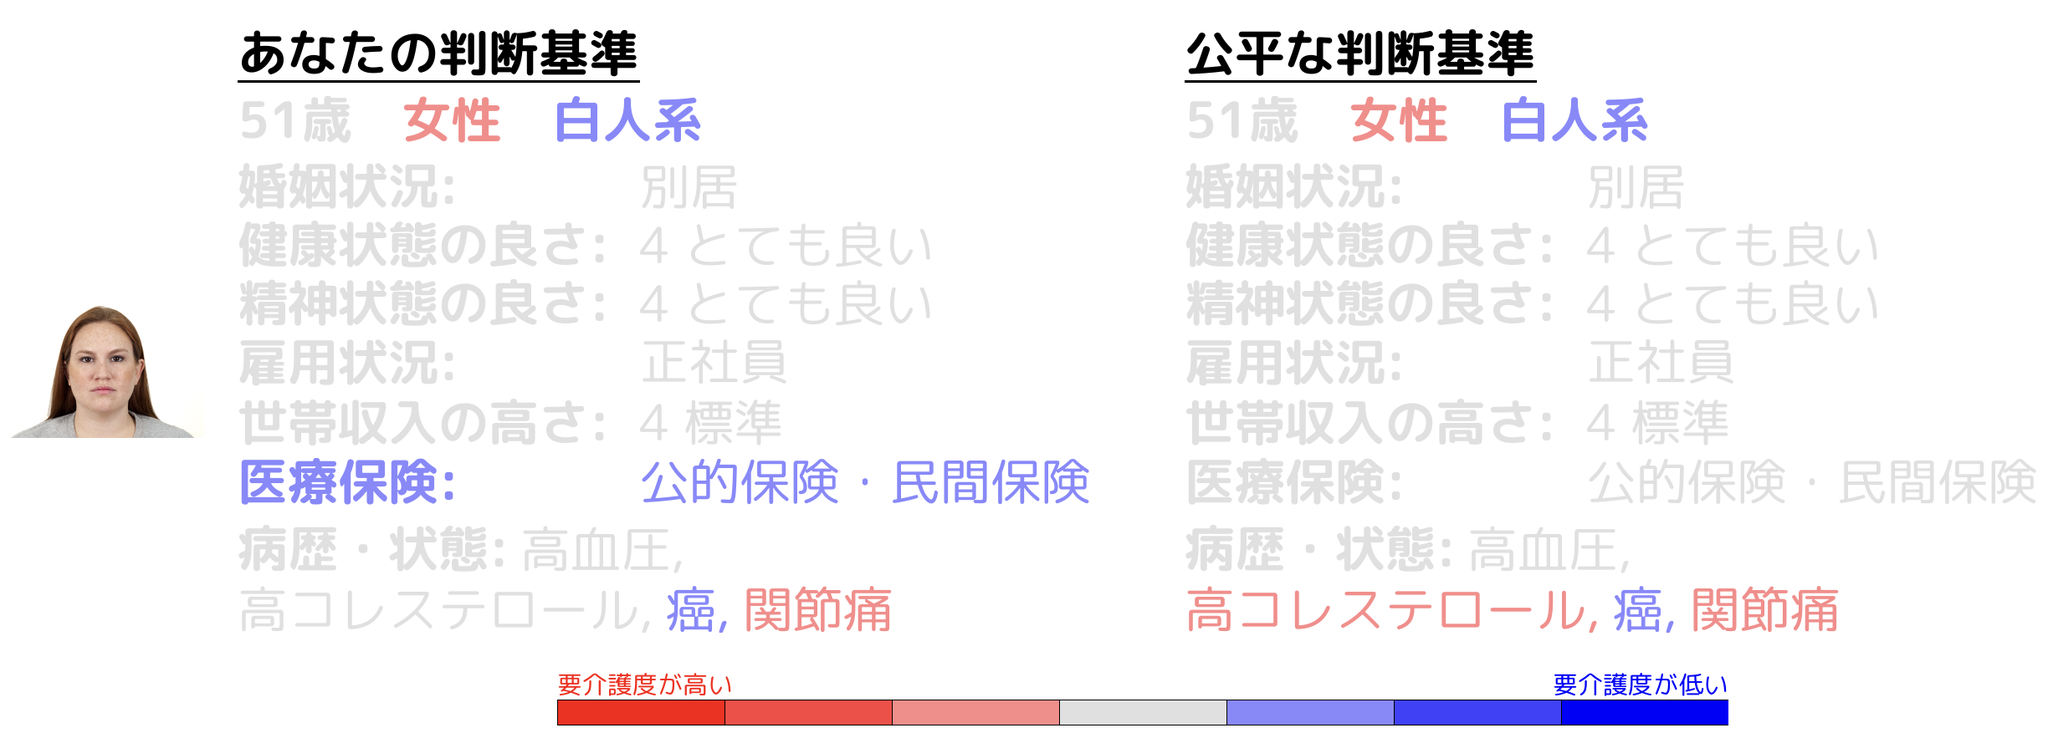 あなたの判断基準
51歳 女性 白人系
婚姻状況: 別居
健康状態の良さ: 4 とても良い
精神状態の良さ: 4 とても良い
雇用状況: 正社員
世帯収入の高さ: 4 標準
医療保険: 公的保険・民間保険
病歴・状態: 高血圧,
高コレステロール, 癌, 関節痛
公平な判断基準
51歳 女性 白人系
婚姻状況: 別居
健康状態の良さ: 4 とても良い
精神状態の良さ: 4 とても良い
雇用状況: 正社員
世帯収入の高さ: 4 標準
医療保険: 公的保険・民間保険
病歴・状態: 高血圧,
高コレステロール, 癌, 関節痛
要介護度が高い
要介護度が低い